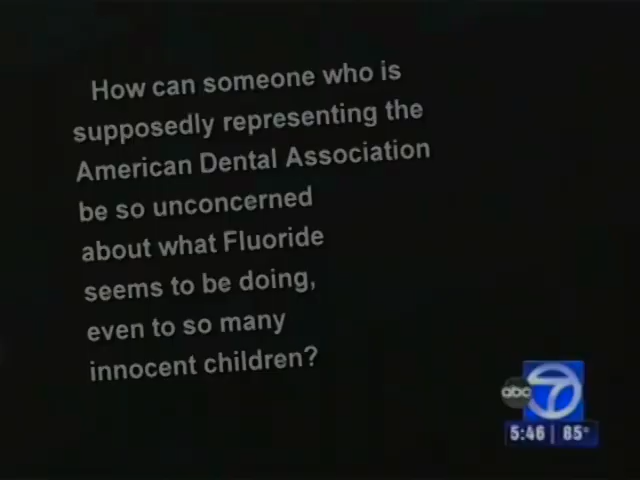 How can someone who is
supposedly representing the
American Dental Association
be so unconcerned
about what Fluoride
seems to be doing,
even to so many
innocent children?
abc 7
5:46 | 85°